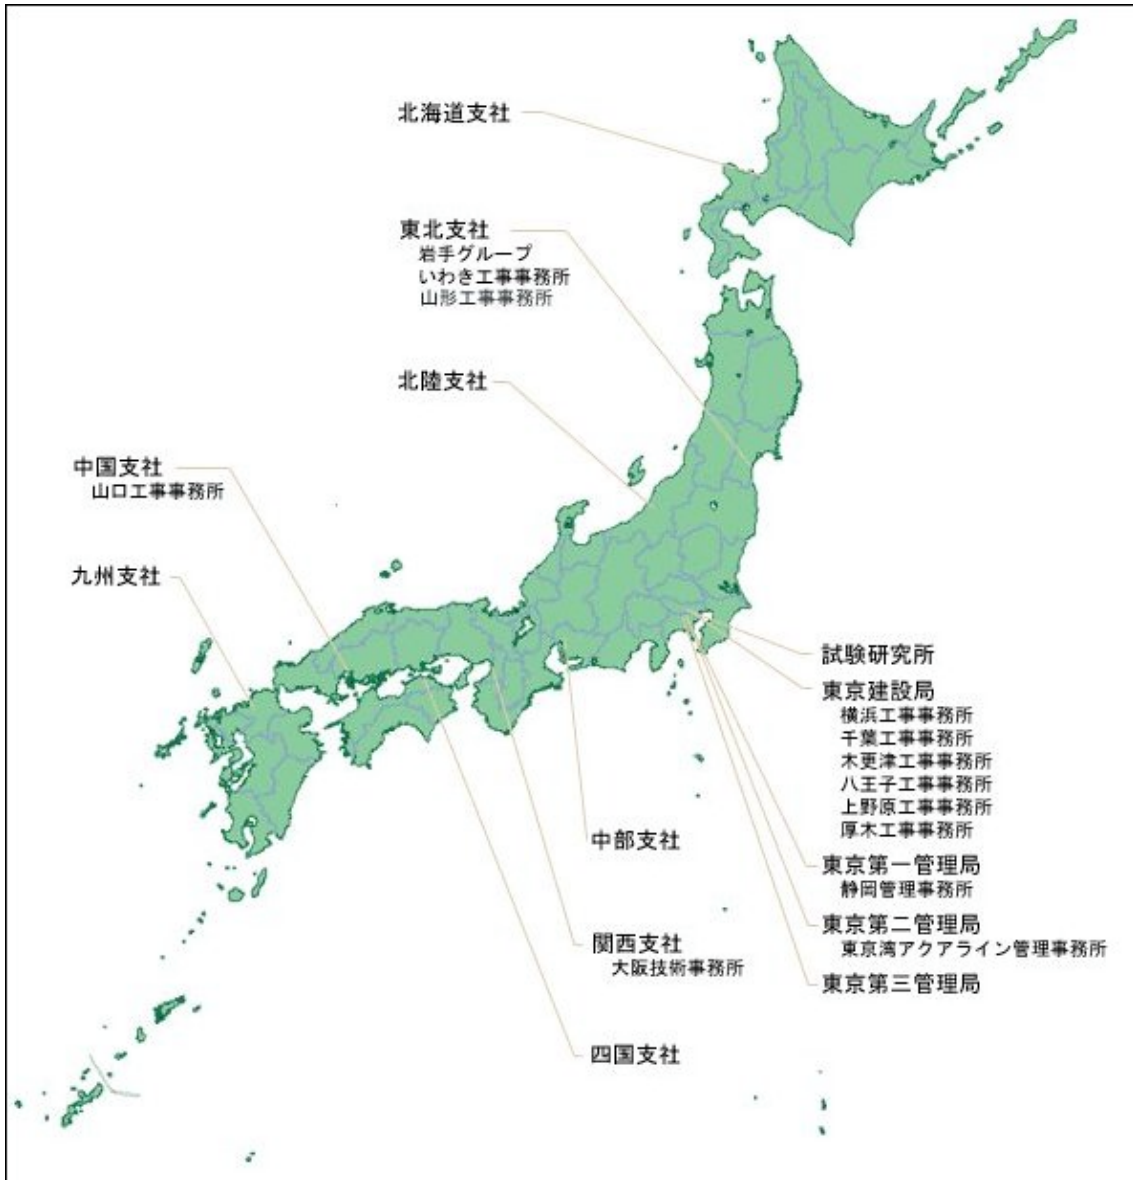 北海道支社
東北支社
岩手グループ
いわき工事事務所
山形工事事務所
北陸支社
中国支社
山口工事事務所
九州支社
試験研究所
東京建設局
横浜工事事務所
千葉工事事務所
木更津工事事務所
八王子工事事務所
上野原工事事務所
厚木工事事務所
中部支社
東京第一管理局
静岡管理事務所
東京第二管理局
東京湾アクアライン管理事務所
関西支社
大阪技術事務所
東京第三管理局
四国支社